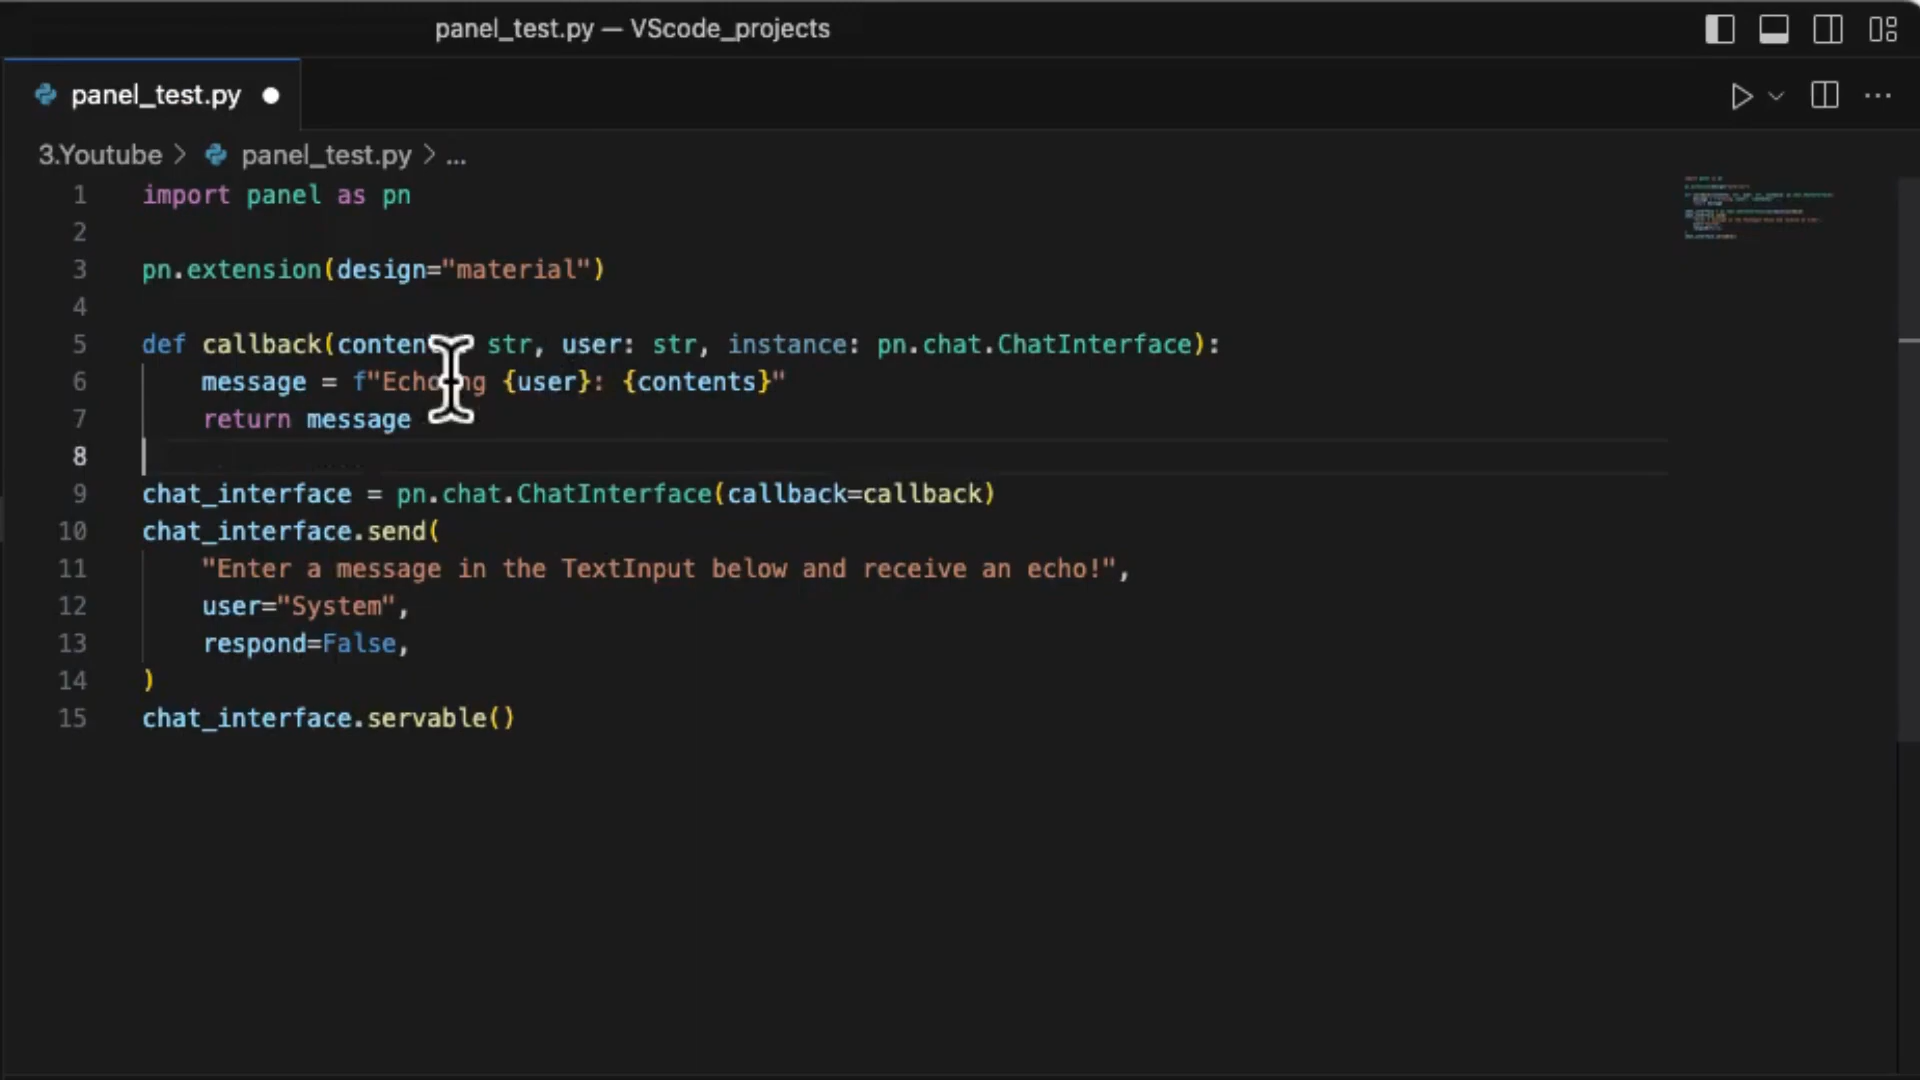 panel_test.py — VScode_projects
panel_test.py
3.Youtube > panel_test.py > ...
1 import panel as pn
2
3 pn.extension(design="material")
4
5 def callback(conten str, user: str, instance: pn.chat.ChatInterface):
6 message = f"Echoing {user}: {contents}"
7 return message
8
9 chat_interface = pn.chat.ChatInterface(callback=callback)
10 chat_interface.send(
11 "Enter a message in the TextInput below and receive an echo!",
12 user="System",
13 respond=False,
14 )
15 chat_interface.servable()